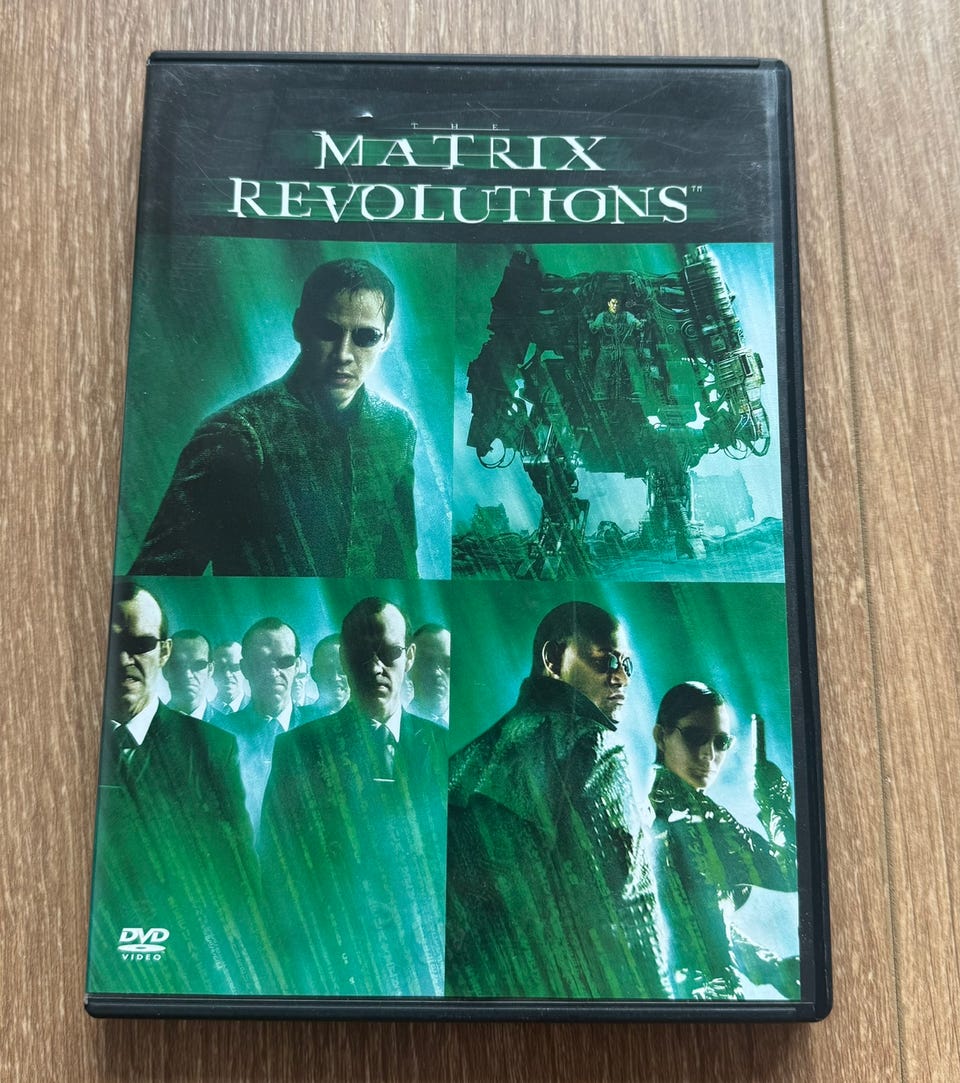 THE
MATRIX
REVOLUTIONS™
DVD
VIDEO